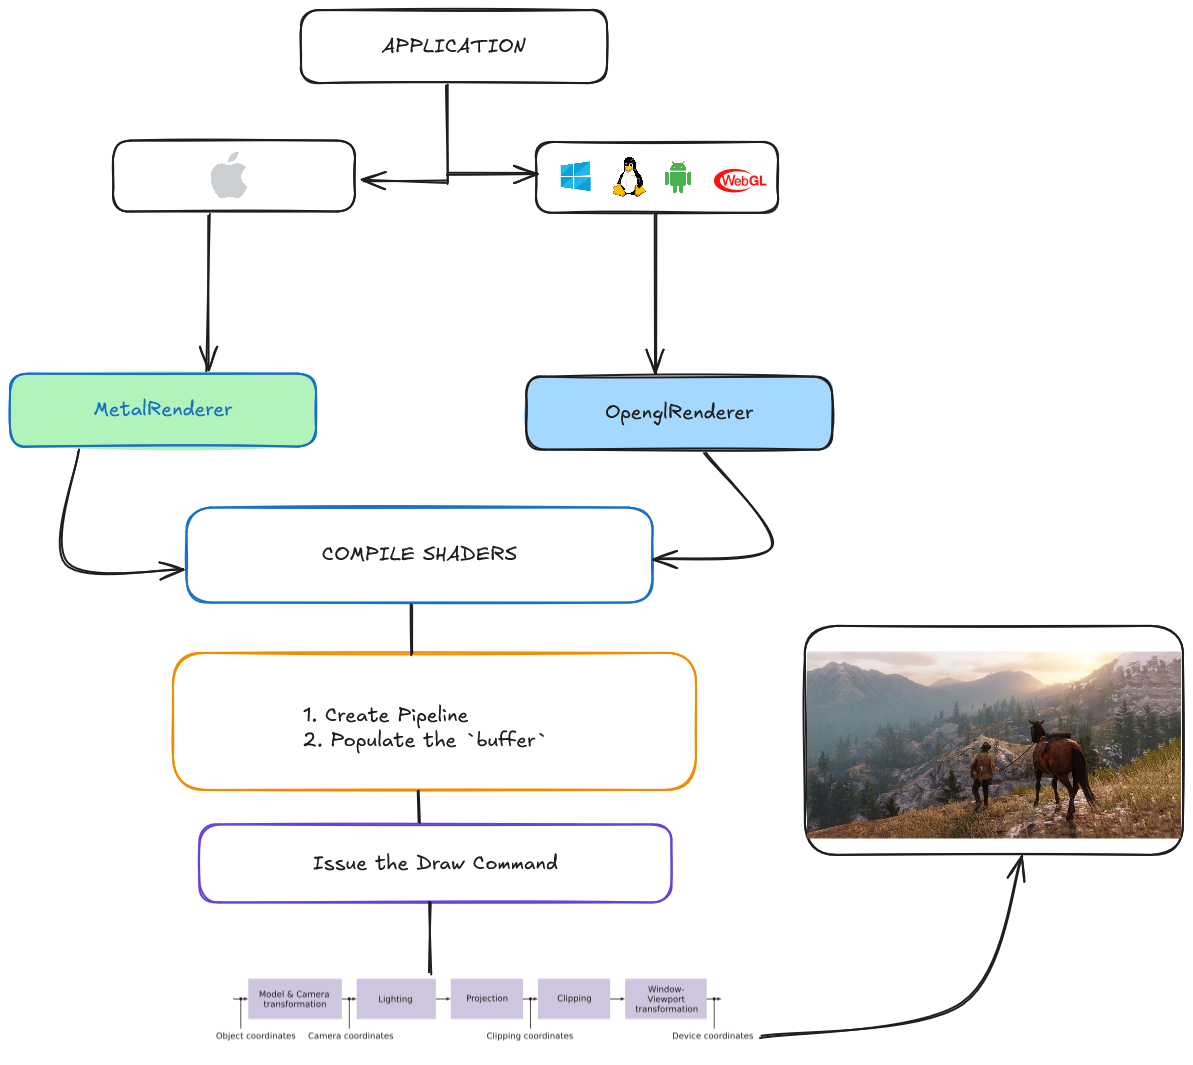 APPLICATION
WebGL
MetalRenderer
OpenglRenderer
COMPILE SHADERS
1. Create Pipeline
2. Populate the `buffer`
Issue the Draw Command
Model & Camera
transformation
Lighting
Projection
Clipping
Window-
Viewport
transformation
Object coordinates
Camera coordinates
Clipping coordinates
Device coordinates